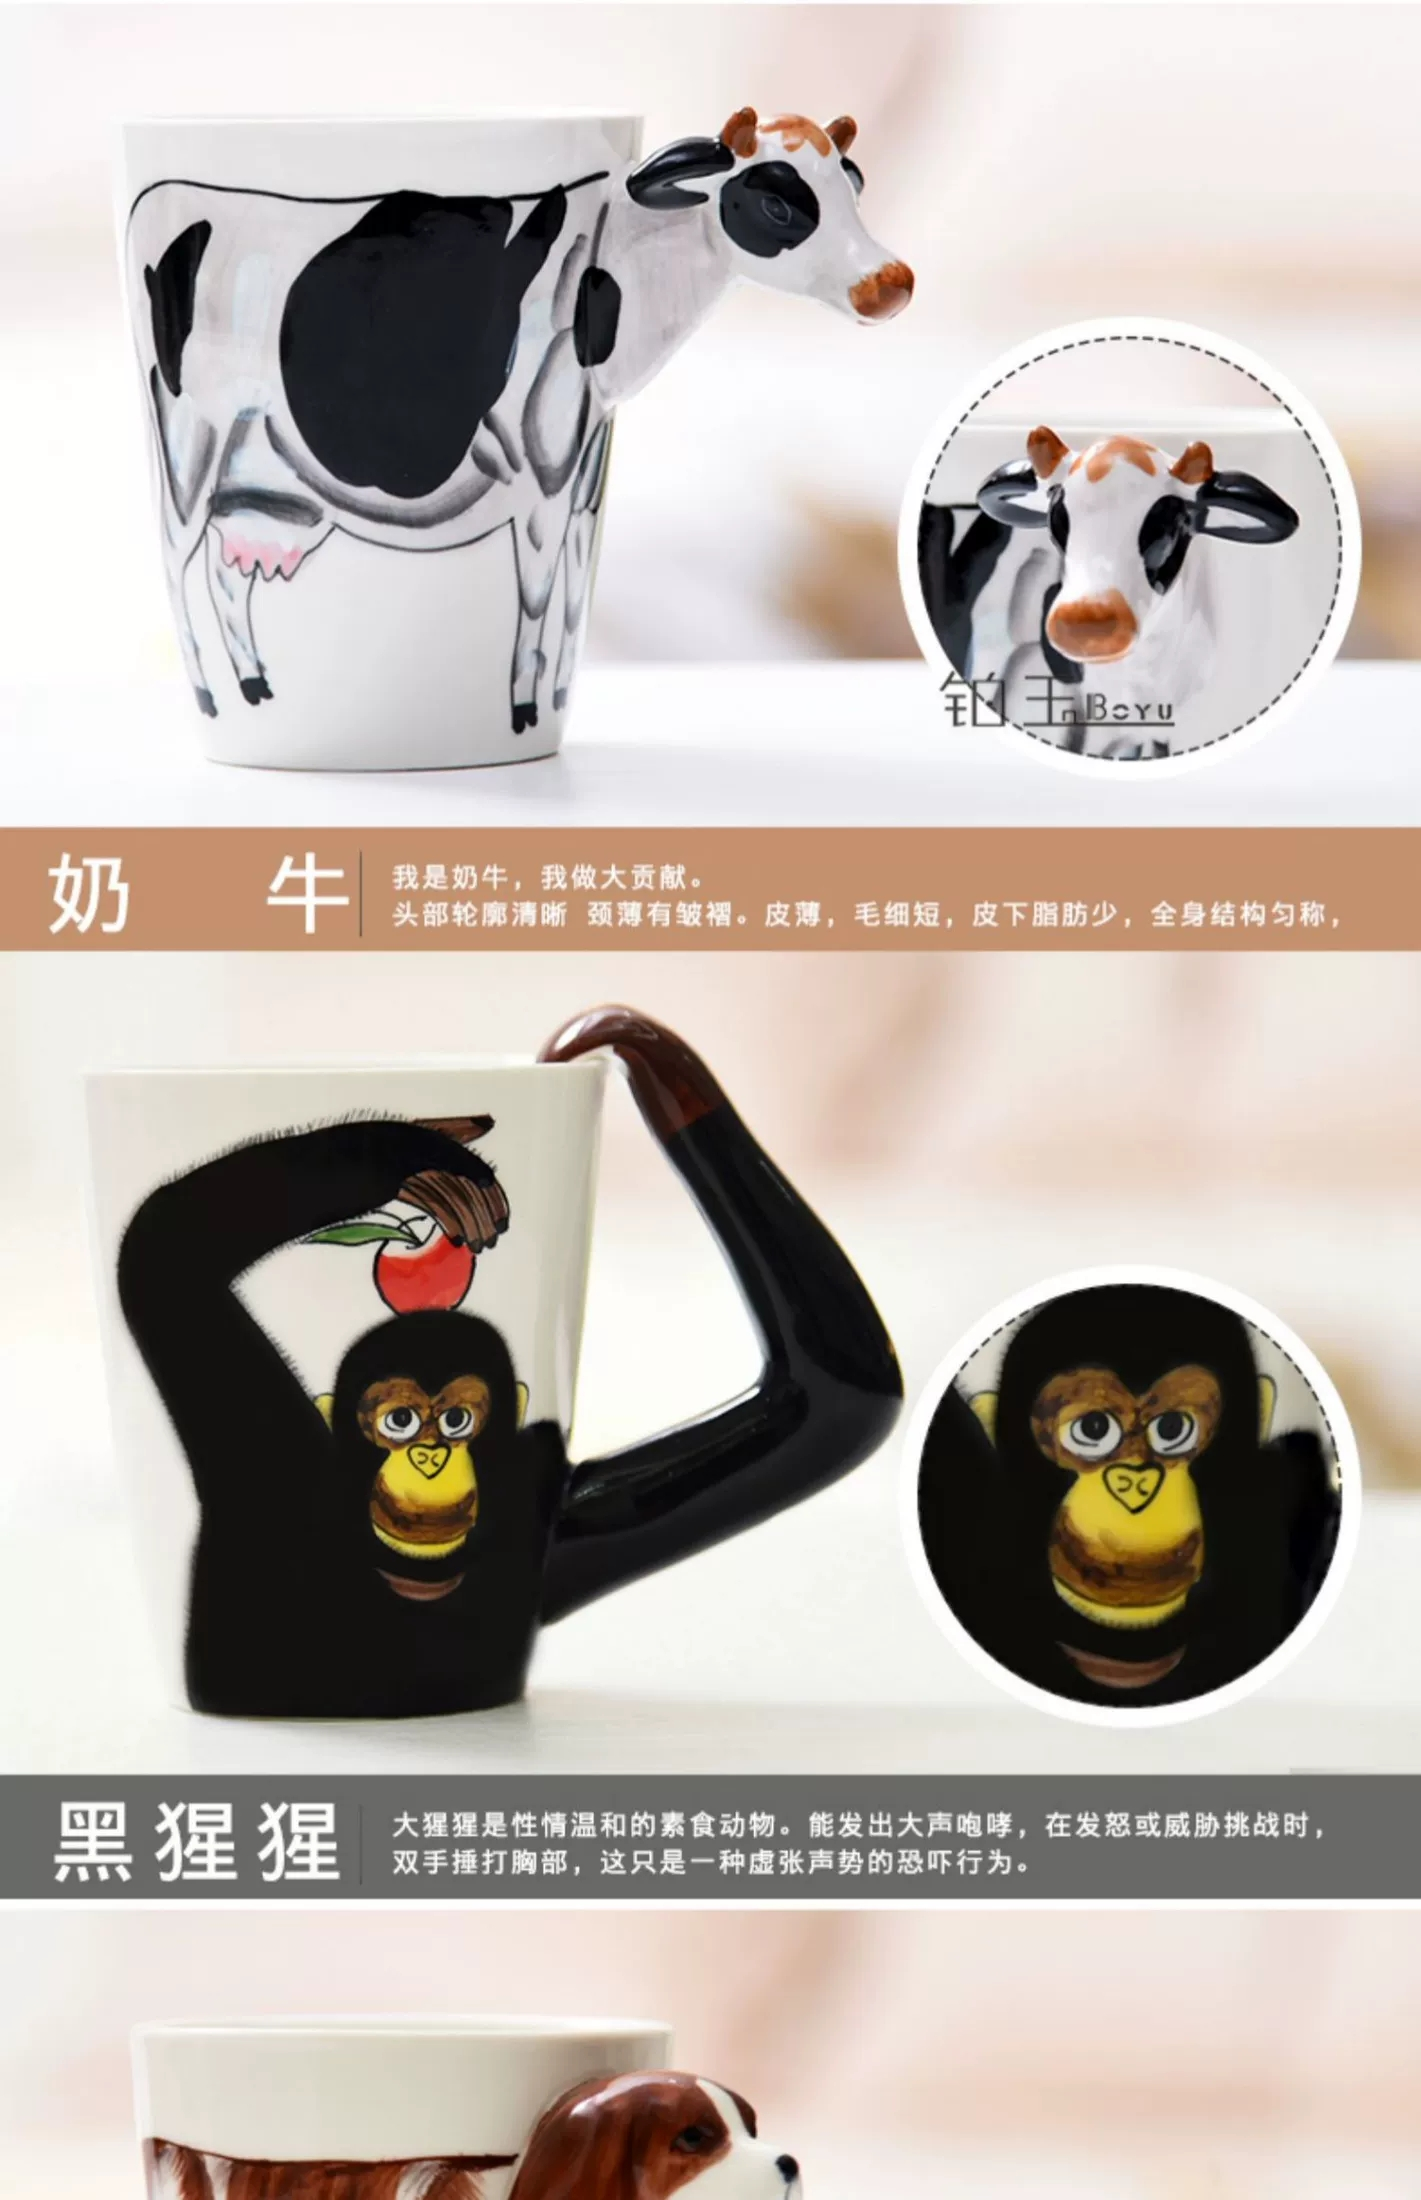 铂玉 BOYU
奶牛
我是奶牛，我做大贡献。
头部轮廓清晰 颈薄有皱褶。皮薄，毛细短，皮下脂肪少，全身结构匀称，
黑猩猩
大猩猩是性情温和的素食动物。能发出大声咆哮，在发怒或威胁挑战时，
双手捶打胸部，这只是一种虚张声势的恐吓行为。